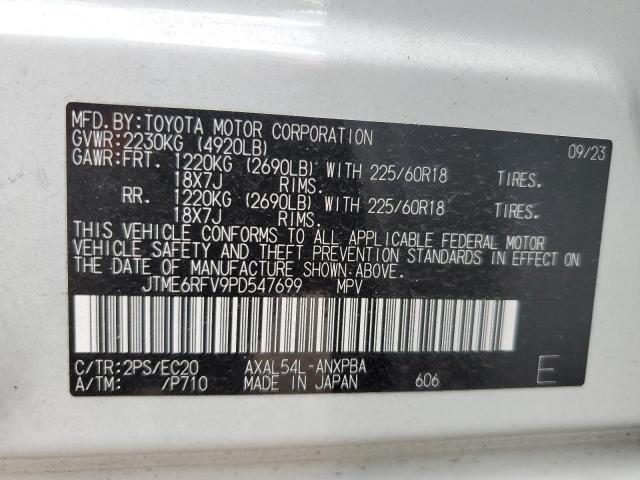 MFD.BY:TOYOTA MOTOR CORPORATION 09/23
GVWR:2230KG (4920LB)
GAWR:FRT. 1220KG (2690LB) WITH 225/60R18 TIRES.
18X7J RIMS.
RR. 1220KG (2690LB) WITH 225/60R18 TIRES.
18X7J RIMS.
THIS VEHICLE CONFORMS TO ALL APPLICABLE FEDERAL MOTOR
VEHICLE SAFETY AND THEFT PREVENTION STANDARDS IN EFFECT ON
THE DATE OF MANUFACTURE SHOWN-ABOVE.
JTME6RFV9PD547699 MPV
C/TR:2PS/EC20 AXAL54L-ANXPBA
A/TM: /P710 MADE IN JAPAN 606 E